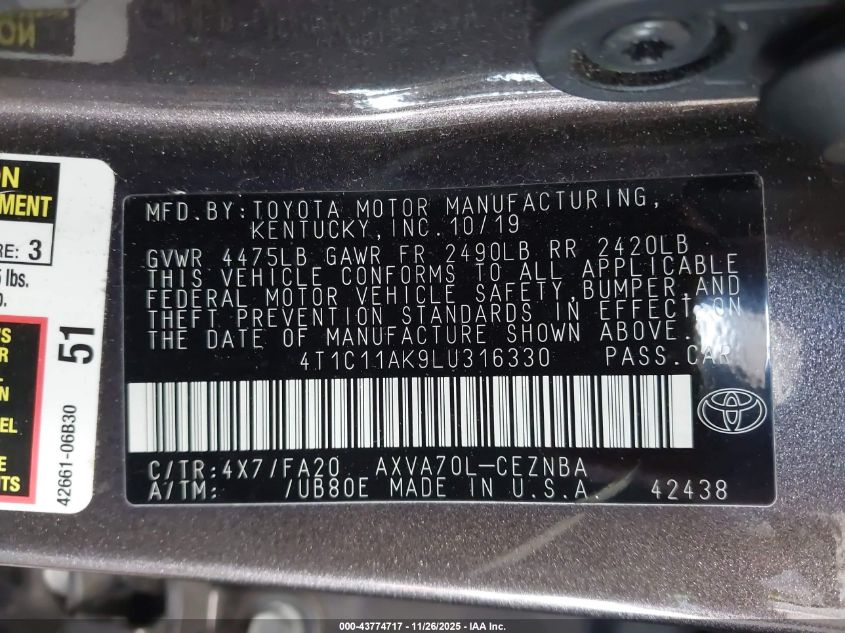 ON
MENT
RE: 3
lbs.
51
42661-06B30
MFD. BY: TOYOTA MOTOR MANUFACTURING,
KENTUCKY, INC. 10/19
GVWR 4475LB GAWR FR 2490LB RR 2420LB
THIS VEHICLE CONFORMS TO ALL APPLICABLE
FEDERAL MOTOR VEHICLE SAFETY, BUMPER, AND
THEFT PREVENTION STANDARDS IN EFFECT ON
THE DATE OF MANUFACTURE SHOWN ABOVE.
4T1C11AK9LU316330 PASS. CAR
C/TR: 4X7/FA20 AXVA70L-CEZNBA
A/TM: /UB80E MADE IN U.S.A. 42438
000-43774717 - 11/26/2025 - IAA Inc.